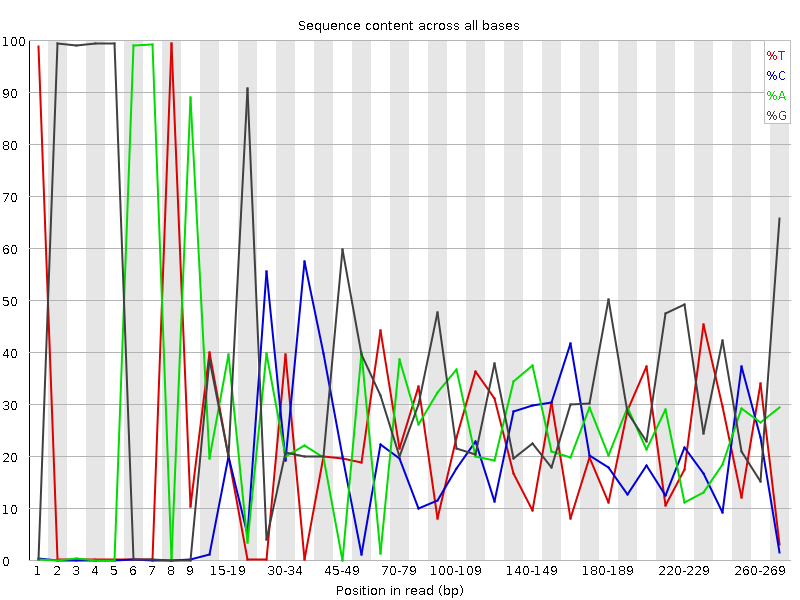 Sequence content across all bases
100
90
80
70
60
50
40
30
20
10
0
%T
%C
%A
%G
1 2 3 4 5 6 7 8 9 15-19 30-34 45-49 70-79 100-109 140-149 180-189 220-229 260-269
Position in read (bp)